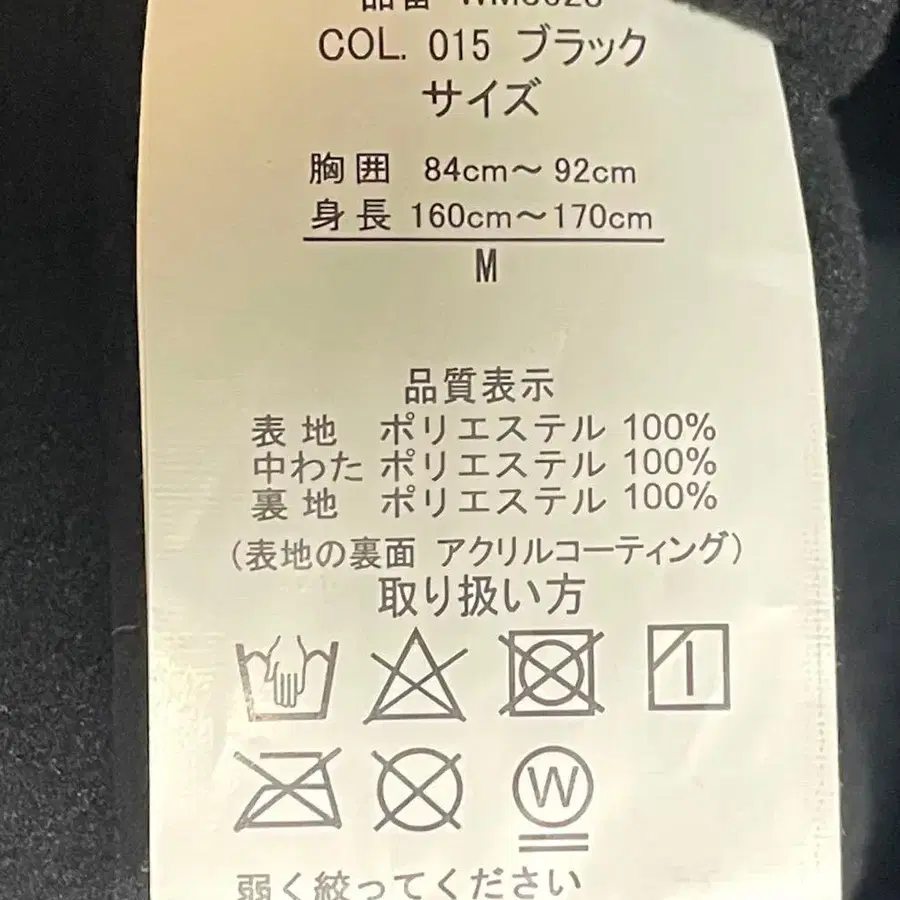 COL. 015 ブラック
サイズ
胸囲 84cm～92cm
身長 160cm～170cm
M
品質表示
表地 ポリエステル 100%
中わた ポリエステル 100%
裏地 ポリエステル 100%
(表地の裏面 アクリルコーティング)
取り扱い方
W
弱く絞ってください